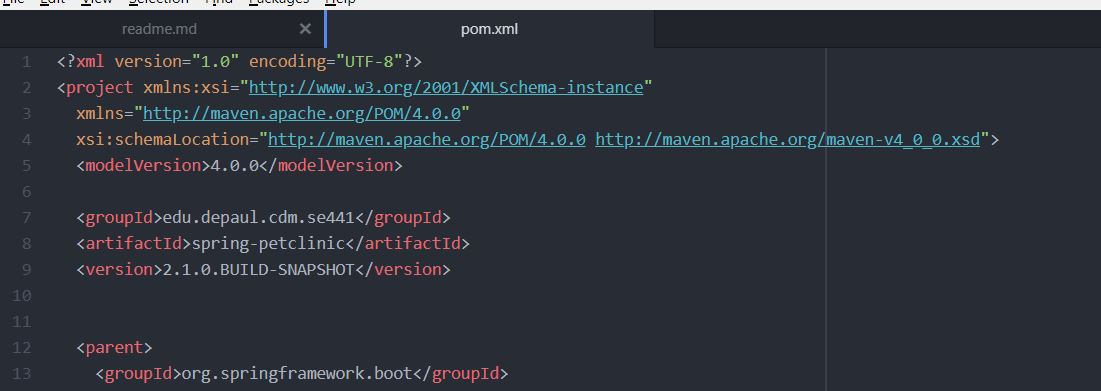 File Edit View Selection Find Packages Help
readme.md × pom.xml
1 <?xml version="1.0" encoding="UTF-8"?>
2 <project xmlns:xsi="http://www.w3.org/2001/XMLSchema-instance"
3 xmlns="http://maven.apache.org/POM/4.0.0"
4 xsi:schemaLocation="http://maven.apache.org/POM/4.0.0 http://maven.apache.org/maven-v4_0_0.xsd">
5 <modelVersion>4.0.0</modelVersion>
6
7 <groupId>edu.depaul.cdm.se441</groupId>
8 <artifactId>spring-petclinic</artifactId>
9 <version>2.1.0.BUILD-SNAPSHOT</version>
10
11
12 <parent>
13 <groupId>org.springframework.boot</groupId>